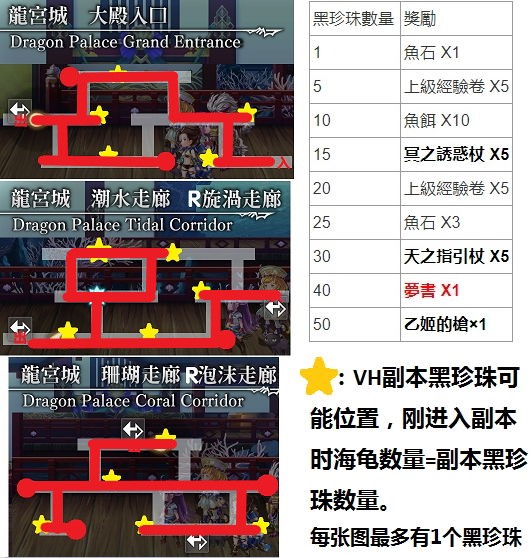 龍宮城 大殿入口
Dragon Palace Grand Entrance
出
入
龍宮城 潮水走廊 R旋渦走廊
Dragon Palace Tidal Corridor
出
龍宮城 珊瑚走廊R泡沫走廊
Dragon Palace Coral Corridor
黑珍珠數量 獎勵
1 魚石 X1
5 上級經驗卷 X5
10 魚餌 X10
15 冥之誘惑杖 X5
20 上級經驗卷 X5
25 魚石 X3
30 天之指引杖 X5
40 夢書 X1
50 乙姬的槍×1
：VH副本黑珍珠可
能位置，刚进入副本
时海龟数量=副本黑珍
珠数量。
每张图最多有1个黑珍珠